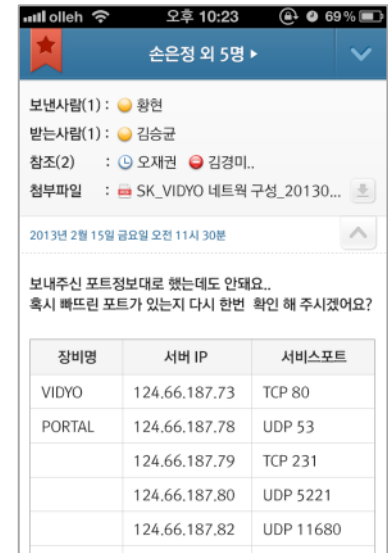 olleh 오후 10:23 69%
손은정 외 5명 ▸
보낸사람(1) : 황현
받는사람(1) : 김승균
참조(2) : 오재권 김경미..
첨부파일 : SK_VIDYO 네트웍 구성_20130...
2013년 2월 15일 금요일 오전 11시 30분
보내주신 포트정보대로 했는데도 안돼요..
혹시 빠뜨린 포트가 있는지 다시 한번 확인 해 주시겠어요?
장비명 서버 IP 서비스포트
VIDYO 124.66.187.73 TCP 80
PORTAL 124.66.187.78 UDP 53
124.66.187.79 TCP 231
124.66.187.80 UDP 5221
124.66.187.82 UDP 11680